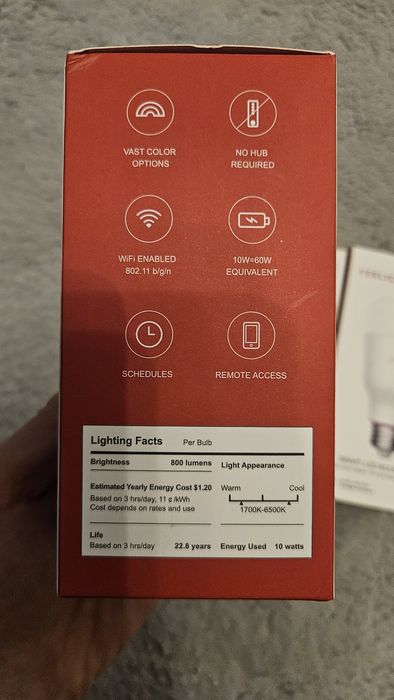 VAST COLOR
OPTIONS
NO HUB
REQUIRED
WiFi ENABLED
802.11 b/g/n
10W=60W
EQUIVALENT
SCHEDULES
REMOTE ACCESS
Lighting Facts Per Bulb
Brightness 800 lumens
Estimated Yearly Energy Cost $1.20
Based on 3 hrs/day, 11 ¢/kWh
Cost depends on rates and use
Life
Based on 3 hrs/day 22.8 years
Light Appearance
Warm Cool
1700K-6500K
Energy Used 10 watts